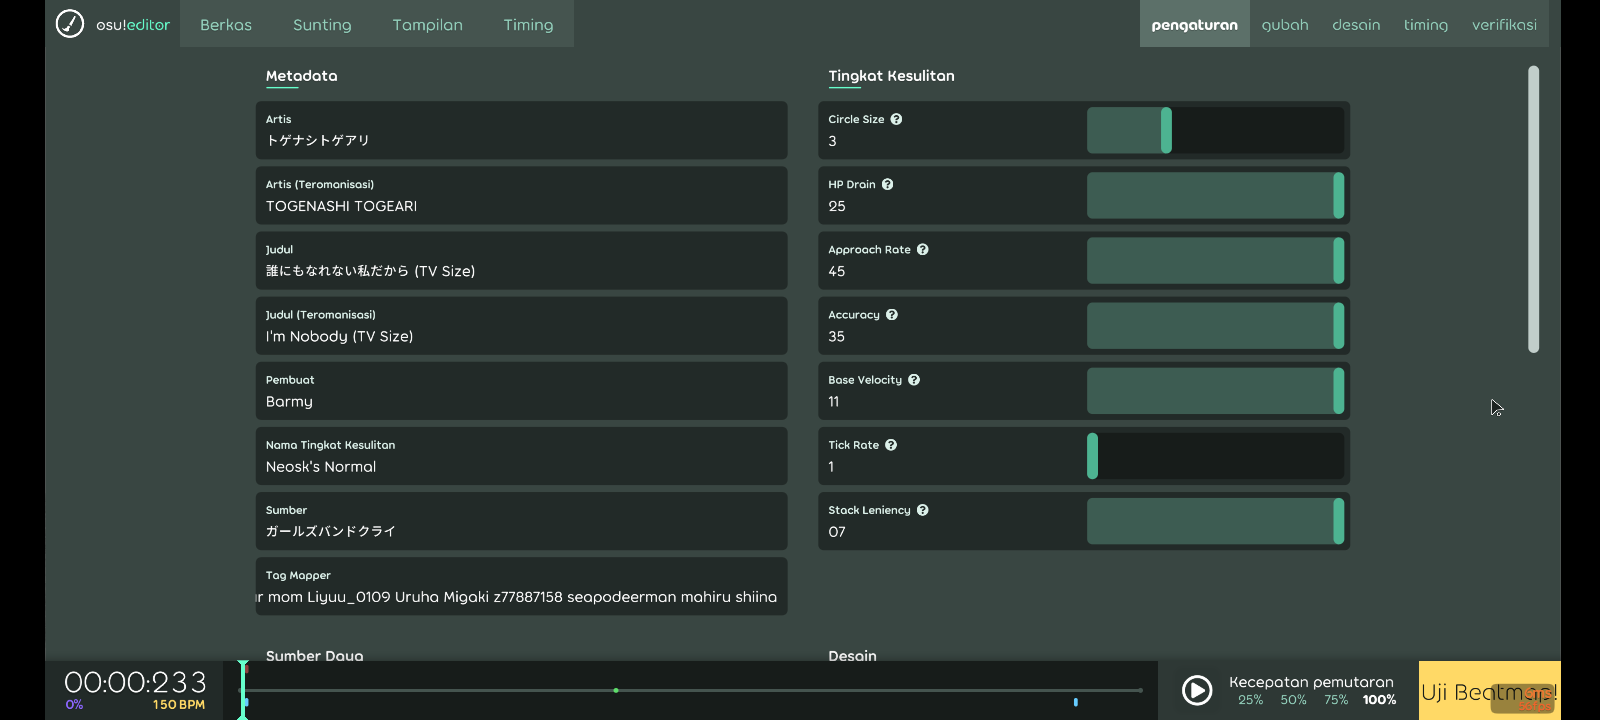 osu!editor Berkas Sunting Tampilan Timing pengaturan gubah desain timing verifikasi
Metadata
Artis
トゲナシトゲアリ
Artis (Teromanisasi)
TOGENASHI TOGEARI
Judul
誰にもなれない私だから (TV Size)
Judul (Teromanisasi)
I'm Nobody (TV Size)
Pembuat
Barmy
Nama Tingkat Kesulitan
Neosk's Normal
Sumber
ガールズバンドクライ
Tag Mapper
mom Liyuu_0109 Uruha Migaki z77887158 seapodeerman mahiru shiina
Sumber Daya
Tingkat Kesulitan
Circle Size
3
HP Drain
25
Approach Rate
45
Accuracy
35
Base Velocity
11
Tick Rate
1
Stack Leniency
07
Desain
00:00:233
0% 150 BPM
Kecepatan pemutaran
25% 50% 75% 100%
Uji Beatmap!